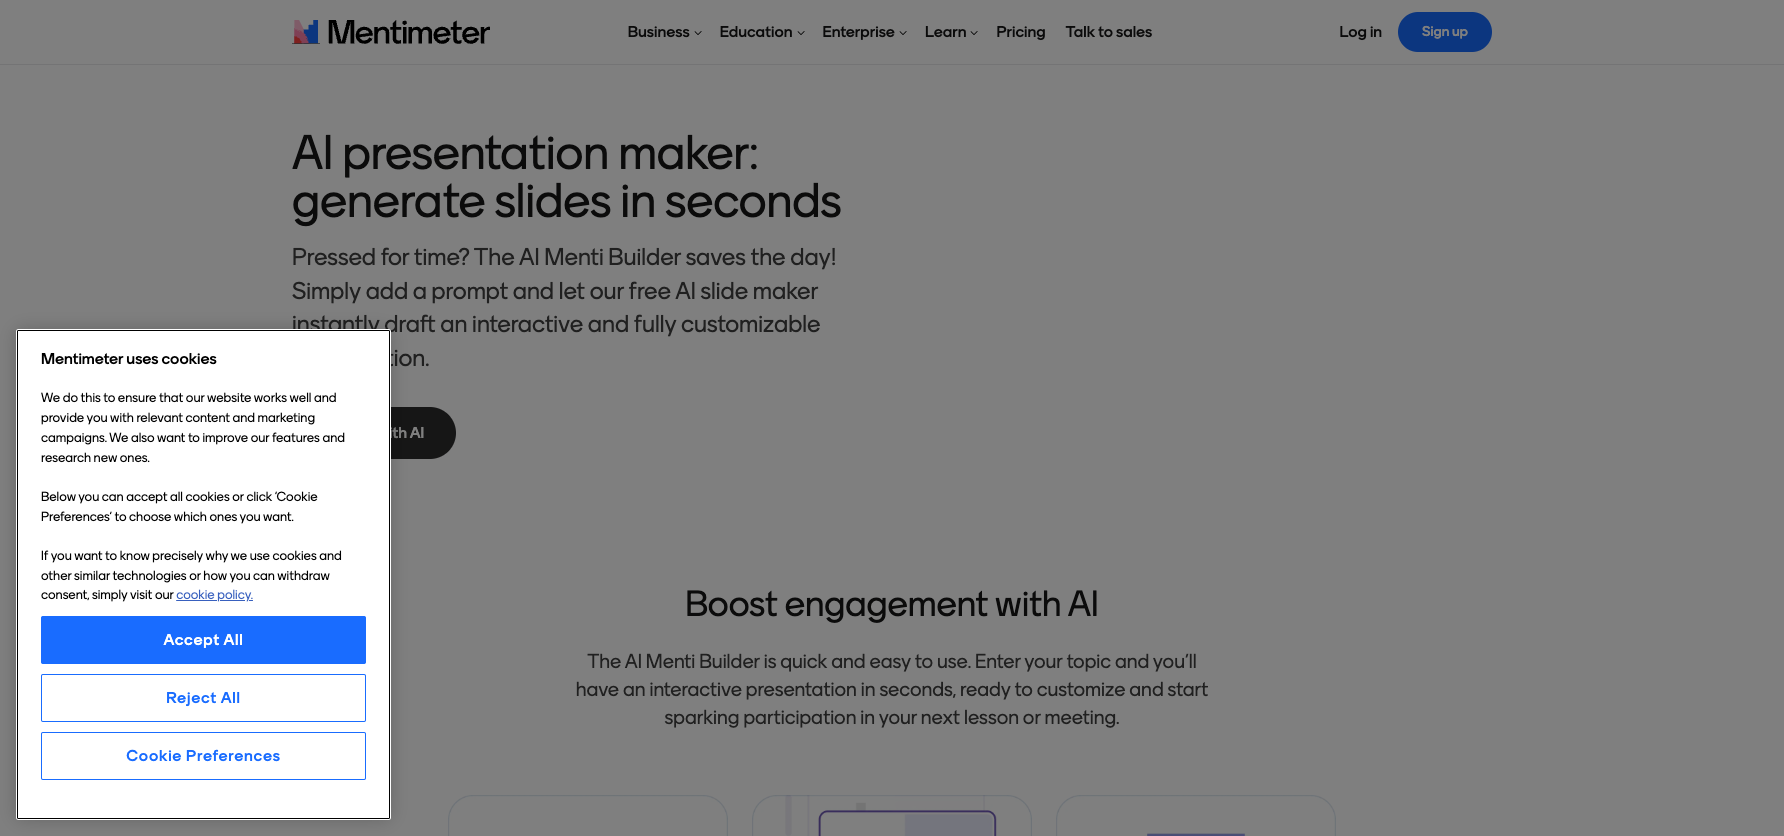 Mentimeter
Business
Education
Enterprise
Learn
Pricing
Talk to sales
Log in
Sign up
AI presentation maker:
generate slides in seconds
Pressed for time? The AI Menti Builder saves the day!
Simply add a prompt and let our free AI slide maker
instantly draft an interactive and fully customizable
Mentimeter uses cookies
We do this to ensure that our website works well and
provide you with relevant content and marketing
campaigns. We also want to improve our features and
research new ones.
Below you can accept all cookies or click ‘Cookie
Preferences’ to choose which ones you want.
If you want to know precisely why we use cookies and
other similar technologies or how you can withdraw
consent, simply visit our cookie policy.
Accept All
Reject All
Cookie Preferences
AI
Boost engagement with AI
The AI Menti Builder is quick and easy to use. Enter your topic and you’ll
have an interactive presentation in seconds, ready to customize and start
sparking participation in your next lesson or meeting.